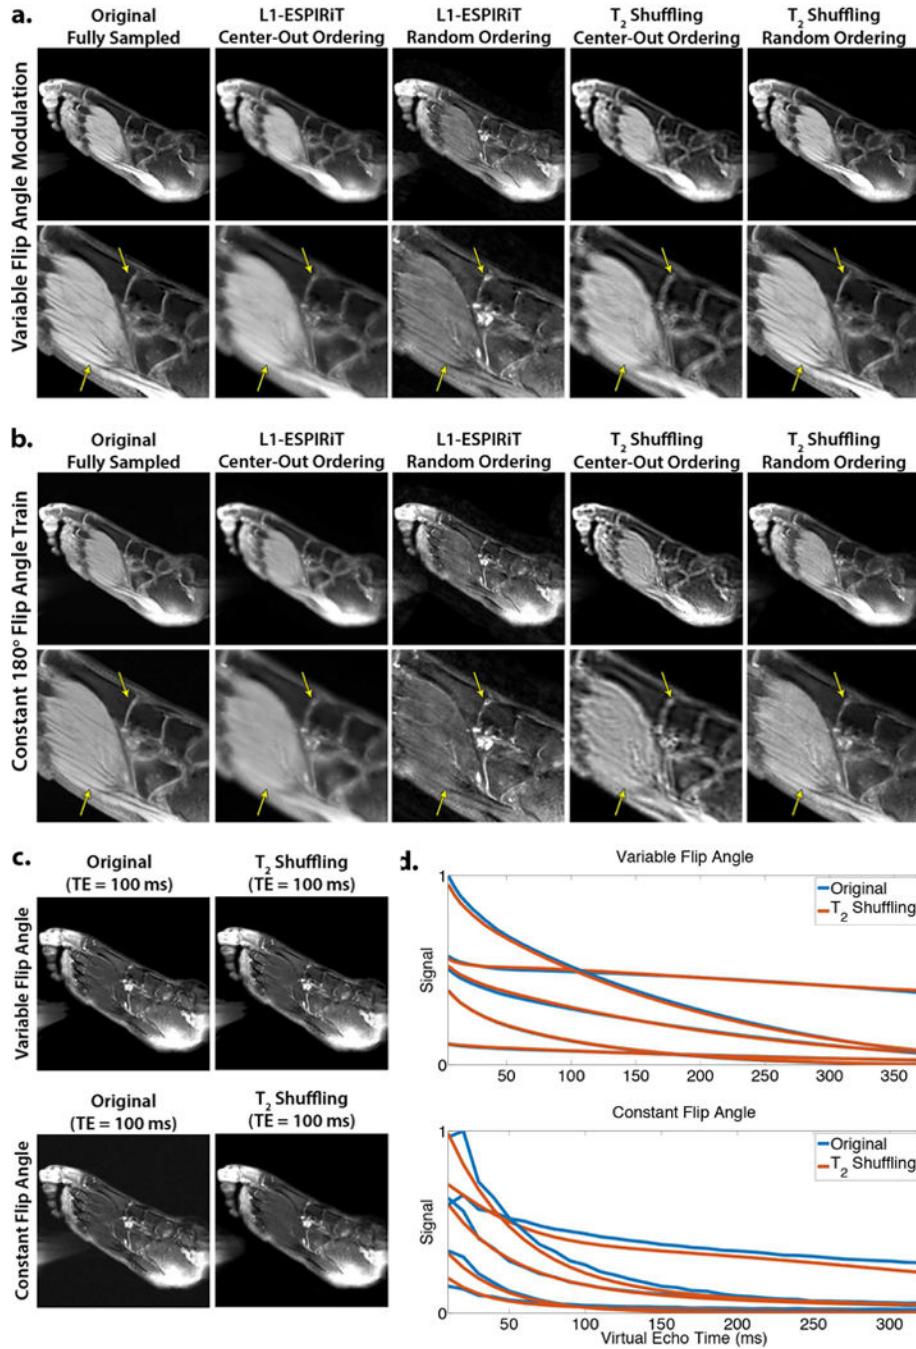 a.
Original
Fully Sampled
L1-ESPIRiT
Center-Out Ordering
L1-ESPIRiT
Random Ordering
T2 Shuffling
Center-Out Ordering
T2 Shuffling
Random Ordering
Variable Flip Angle Modulation
b.
Original
Fully Sampled
L1-ESPIRiT
Center-Out Ordering
L1-ESPIRiT
Random Ordering
T2 Shuffling
Center-Out Ordering
T2 Shuffling
Random Ordering
Constant 180° Flip Angle Train
c.
Original
(TE = 100 ms)
T2 Shuffling
(TE = 100 ms)
Variable Flip Angle
Original
(TE = 100 ms)
T2 Shuffling
(TE = 100 ms)
Constant Flip Angle
d.
Variable Flip Angle
1
Original
T2 Shuffling
Signal
0
50 100 150 200 250 300 350
Constant Flip Angle
1
Original
T2 Shuffling
Signal
0
50 100 150 200 250 300
Virtual Echo Time (ms)